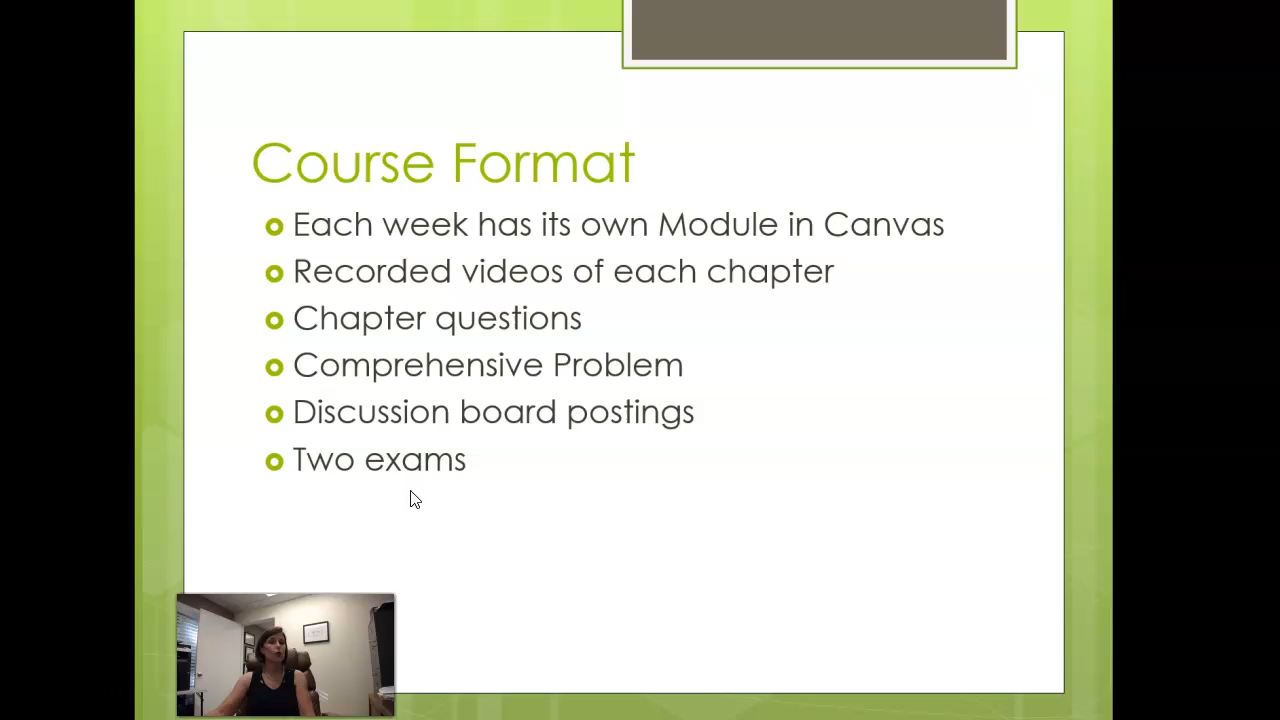 Course Format
Each week has its own Module in Canvas
Recorded videos of each chapter
Chapter questions
Comprehensive Problem
Discussion board postings
Two exams